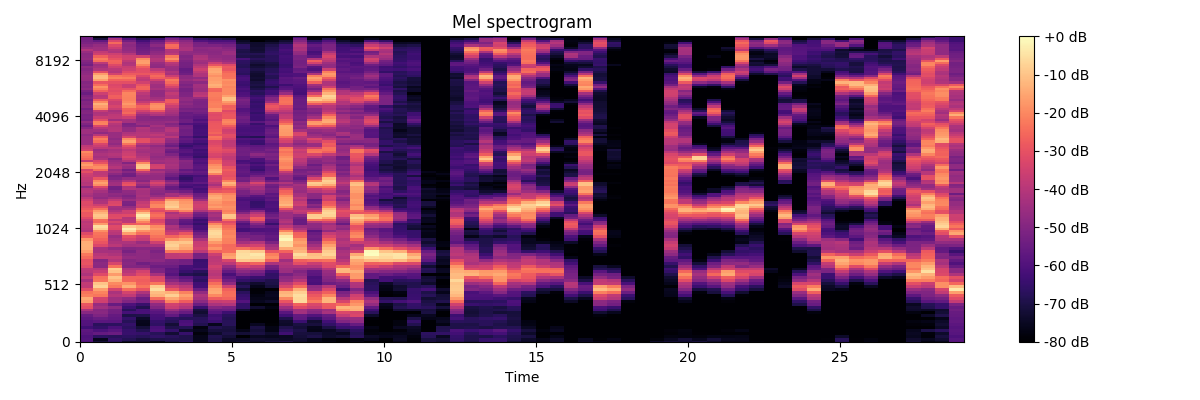 Mel spectrogram
8192
4096
2048
1024
512
0
Hz
0 5 10 15 20 25
Time
+0 dB
-10 dB
-20 dB
-30 dB
-40 dB
-50 dB
-60 dB
-70 dB
-80 dB